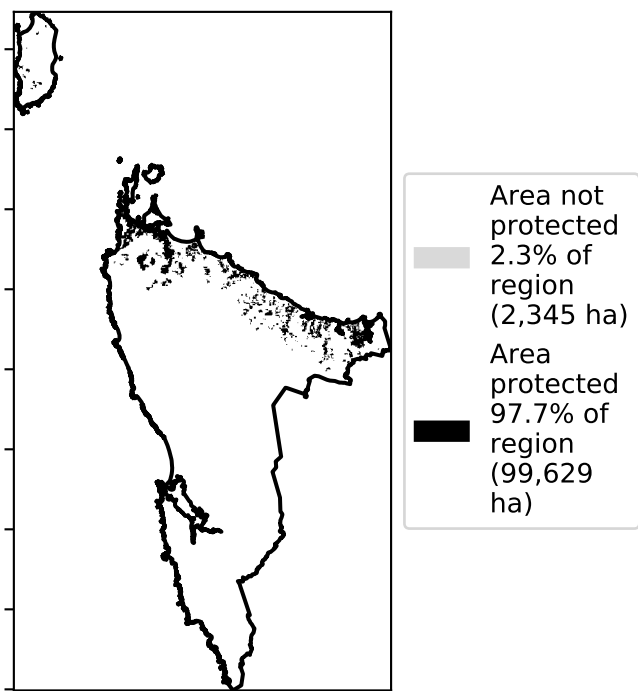 Area not
protected
2.3% of
region
(2,345 ha)
Area
protected
97.7% of
region
(99,629
ha)